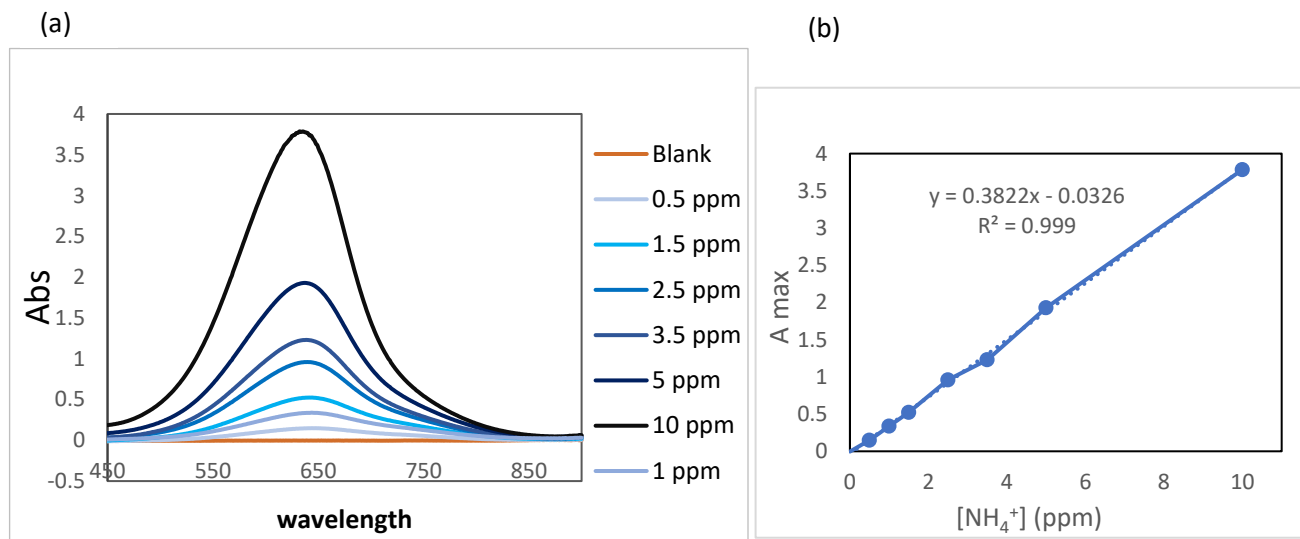 (a)
4
3.5
3
2.5
2
1.5
1
0.5
0
-0.5
450 550 650 750 850
Abs
wavelength
Blank
0.5 ppm
1.5 ppm
2.5 ppm
3.5 ppm
5 ppm
10 ppm
1 ppm
(b)
4
3.5
3
2.5
2
1.5
1
0.5
0
y = 0.3822x - 0.0326
R² = 0.999
0 2 4 6 8 10
A max
[NH₄⁺] (ppm)